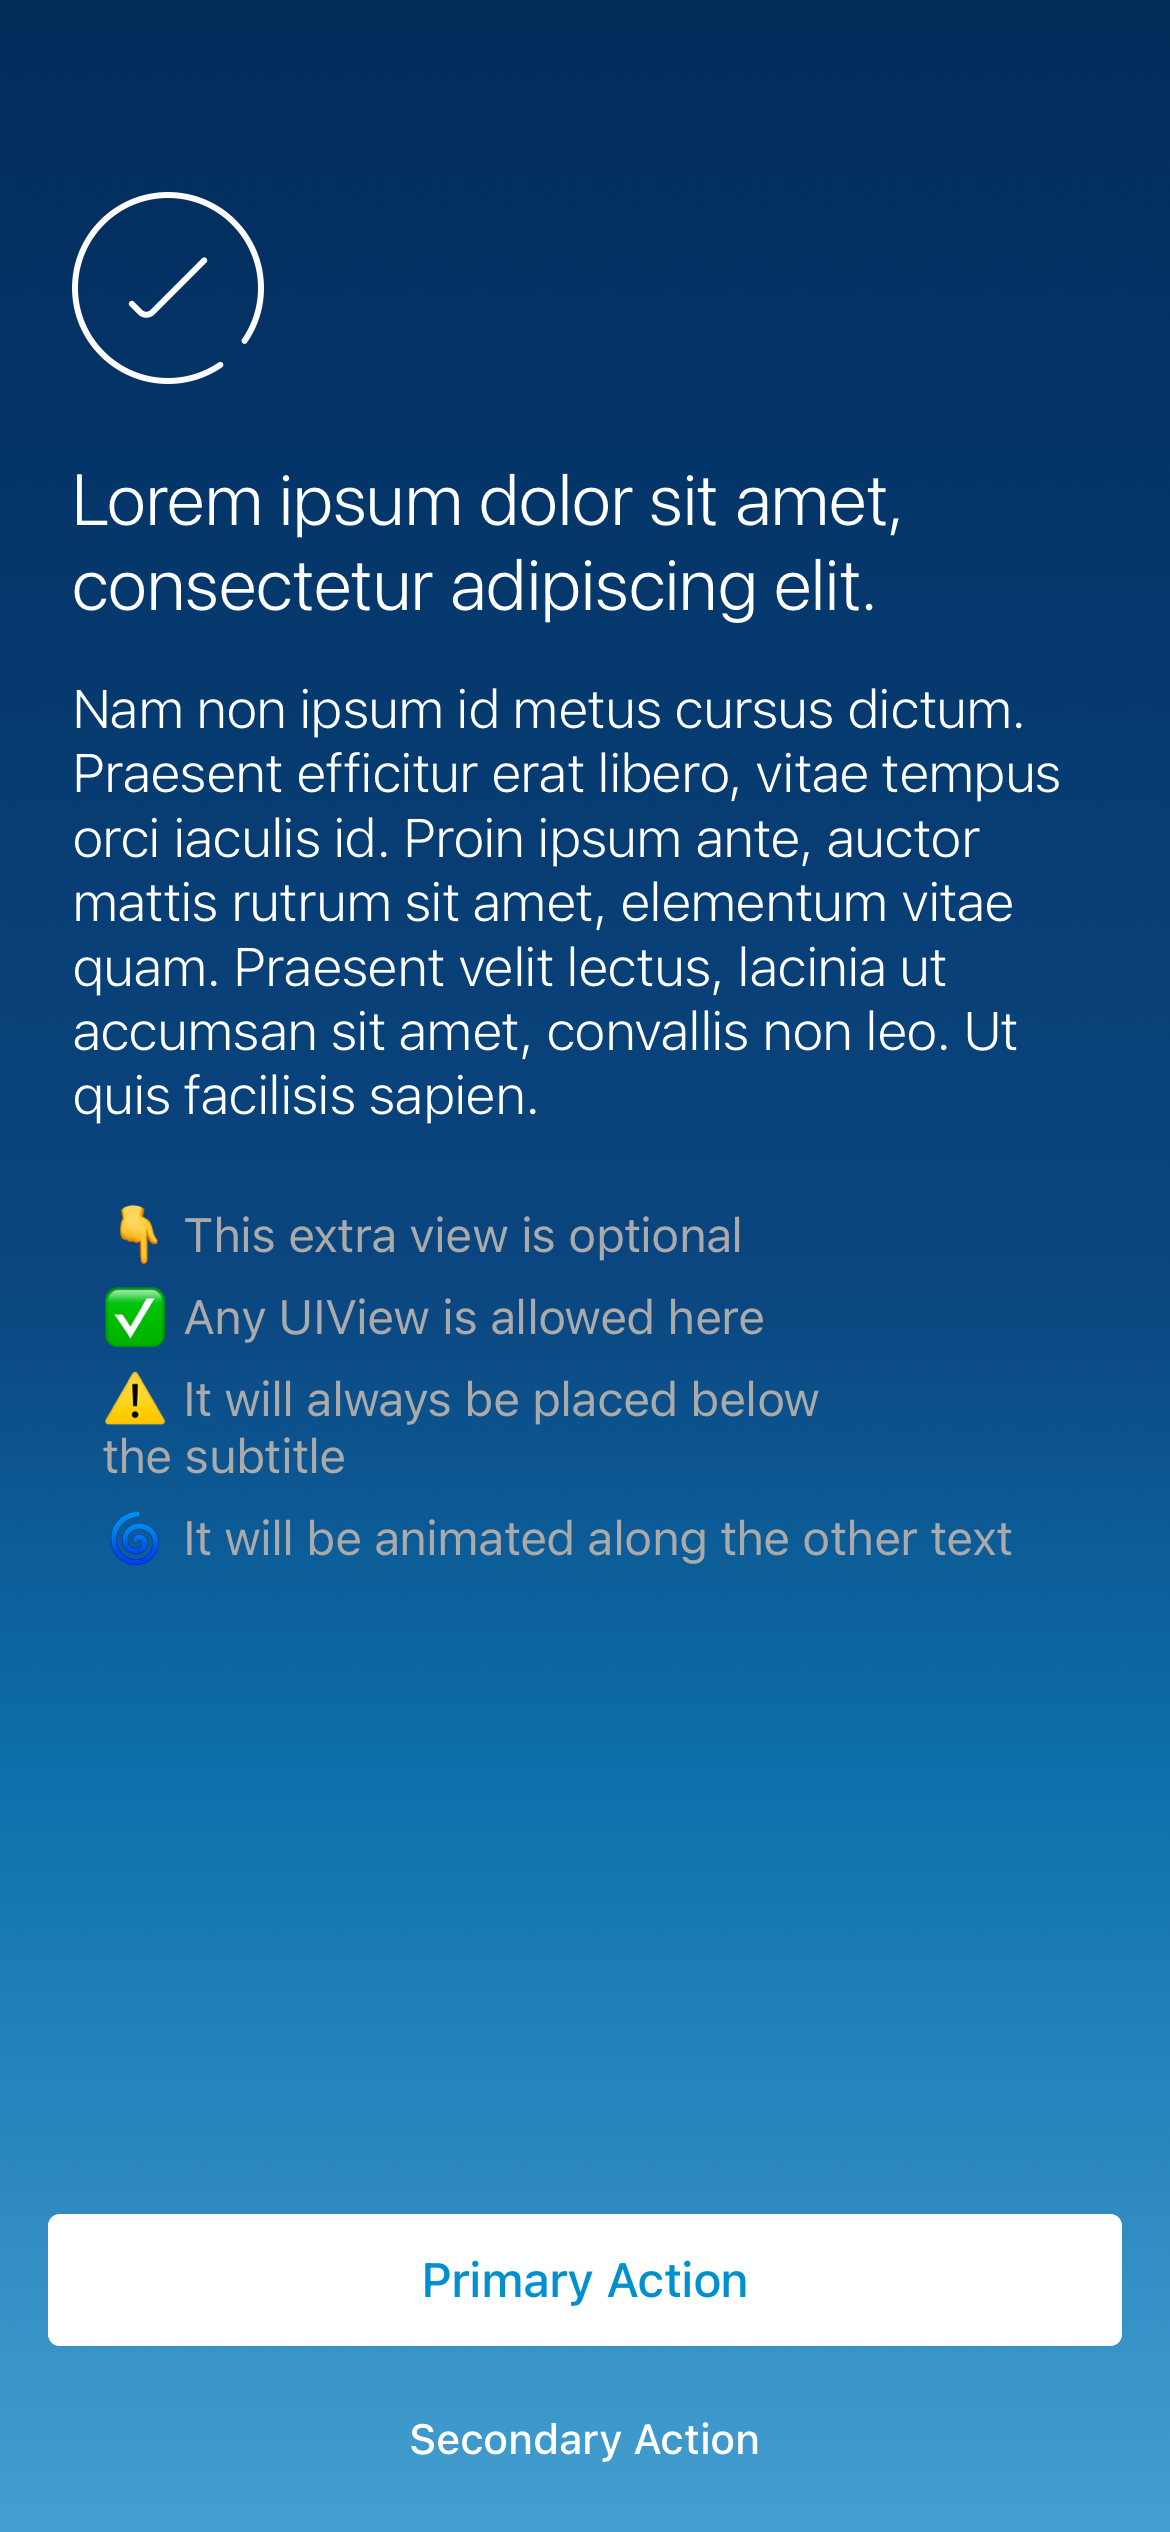 Lorem ipsum dolor sit amet,
consectetur adipiscing elit.
Nam non ipsum id metus cursus dictum.
Praesent efficitur erat libero, vitae tempus
orci iaculis id. Proin ipsum ante, auctor
mattis rutrum sit amet, elementum vitae
quam. Praesent velit lectus, lacinia ut
accumsan sit amet, convallis non leo. Ut
quis facilisis sapien.
👇 This extra view is optional
✅ Any UIView is allowed here
⚠️ It will always be placed below
the subtitle
🌀 It will be animated along the other text
Primary Action
Secondary Action